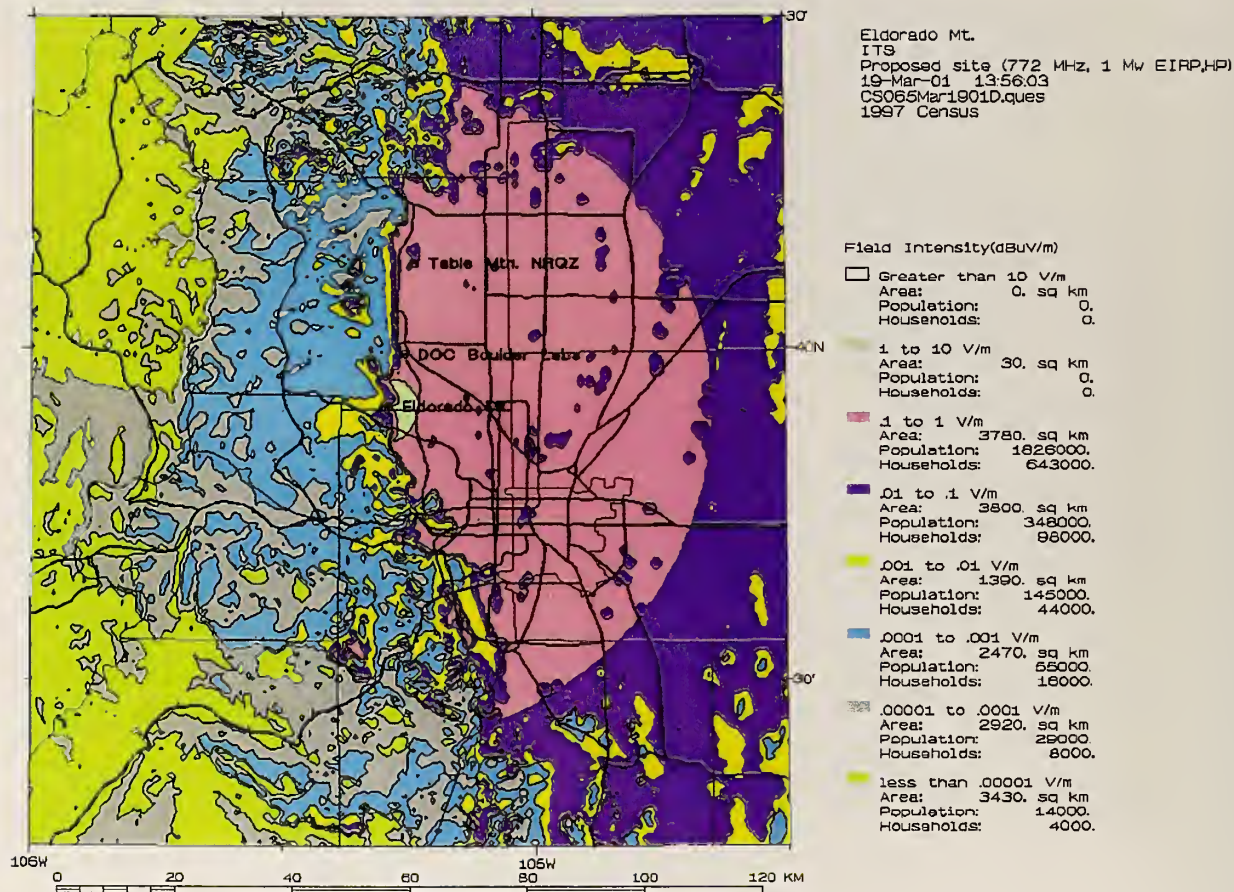 30'
Eldorado Mt.
ITS
Proposed site (772 MHz, 1 Mw EIRP,HP)
19-Mar-01 13:56:03
CS065Mar1901D.ques
1997 Census
Field Intensity(dBuV/m)
Greater than 10 V/m
Area: 0. sq km
Population: 0.
Households: 0.
1 to 10 V/m
Area: 30. sq km
Population: 0.
Households: 0.
.1 to 1 V/m
Area: 3780. sq km
Population: 1826000.
Households: 643000.
.01 to .1 V/m
Area: 3800. sq km
Population: 348000.
Households: 98000.
.001 to .01 V/m
Area: 1390. sq km
Population: 145000.
Households: 44000.
.0001 to .001 V/m
Area: 2470. sq km
Population: 55000.
Households: 16000.
.00001 to .0001 V/m
Area: 2920. sq km
Population: 29000.
Households: 8000.
less than .00001 V/m
Area: 3430. sq km
Population: 14000.
Households: 4000.
Table Mtn. NRQZ
40N
DOC Boulder Labs
Eldorado
30'
106W 105W
0 20 40 60 80 100 120 KM